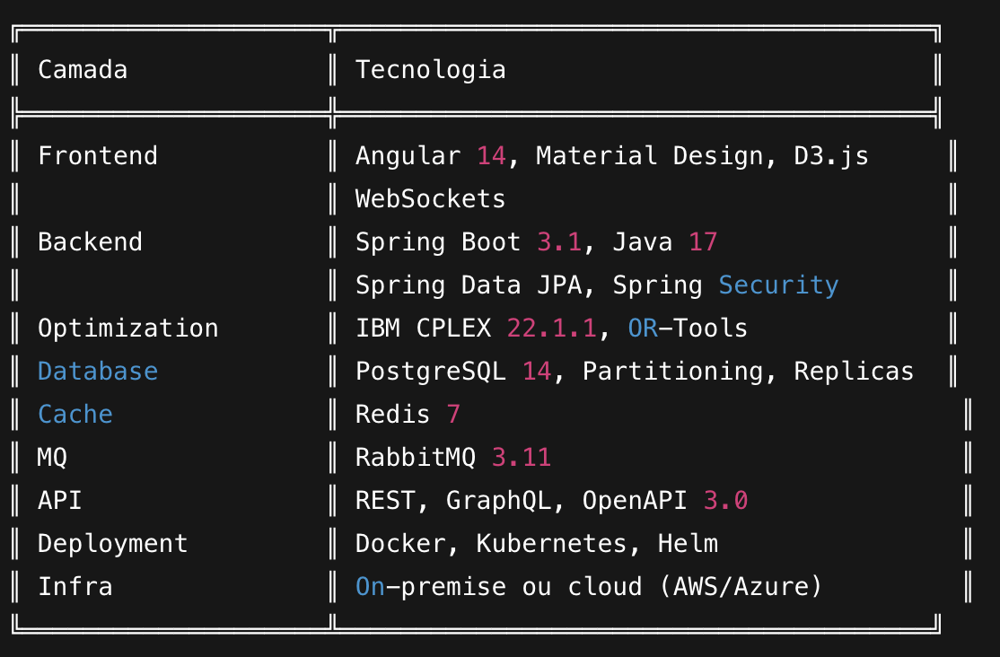 Camada Tecnologia
Frontend Angular 14, Material Design, D3.js
WebSockets
Backend Spring Boot 3.1, Java 17
Spring Data JPA, Spring Security
Optimization IBM CPLEX 22.1.1, OR-Tools
Database PostgreSQL 14, Partitioning, Replicas
Cache Redis 7
MQ RabbitMQ 3.11
API REST, GraphQL, OpenAPI 3.0
Deployment Docker, Kubernetes, Helm
Infra On-premise ou cloud (AWS/Azure)